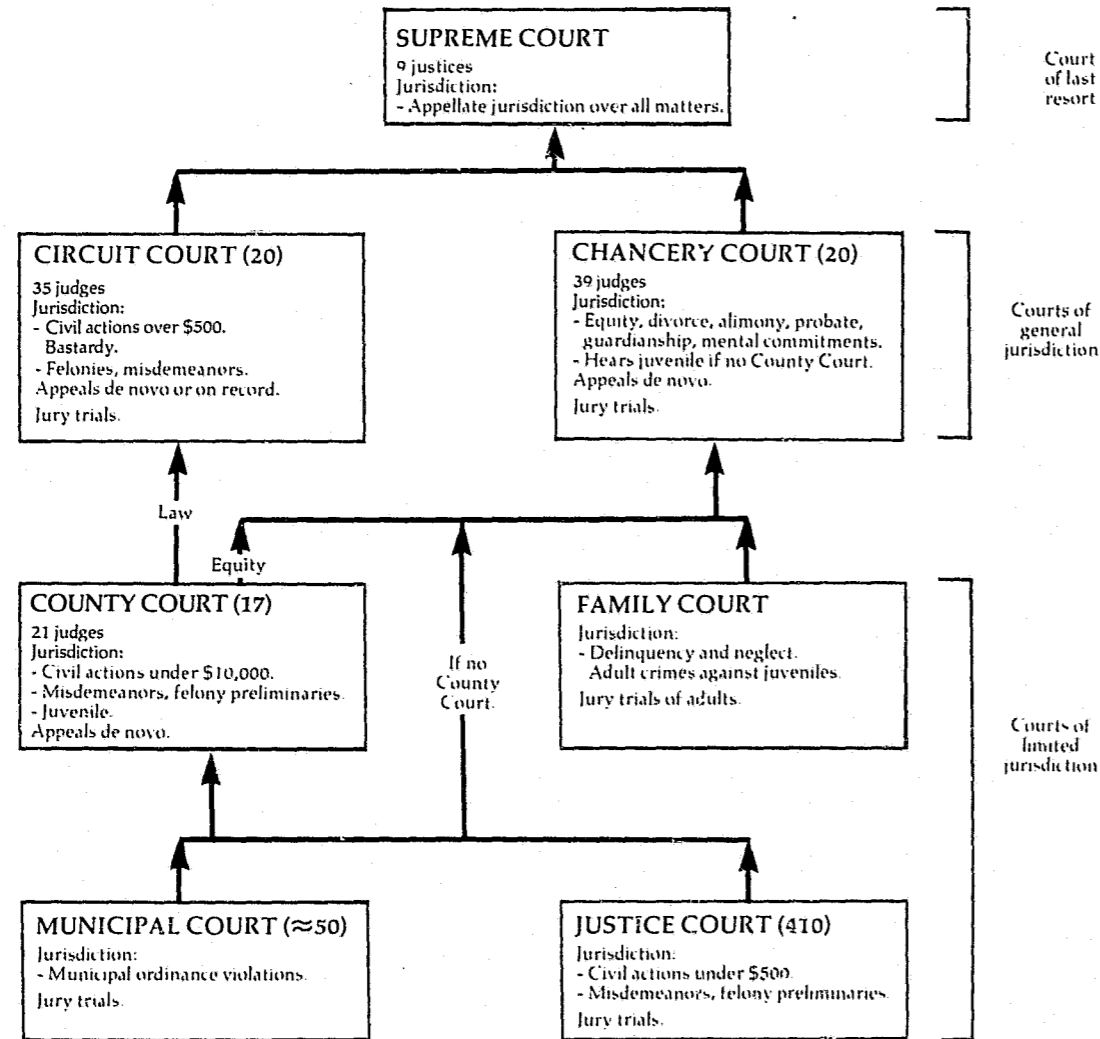 SUPREME COURT
9 justices
Jurisdiction:
- Appellate jurisdiction over all matters.
Court
of last
resort
CIRCUIT COURT (20)
35 judges
Jurisdiction:
- Civil actions over $500.
Bastardy.
- Felonies, misdemeanors.
Appeals de novo or on record.
Jury trials.
CHANCERY COURT (20)
39 judges
Jurisdiction:
- Equity, divorce, alimony, probate,
guardianship, mental commitments.
- Hears juvenile if no County Court.
Appeals de novo.
Jury trials.
Courts of
general
jurisdiction
Law
Equity
COUNTY COURT (17)
21 judges
Jurisdiction:
- Civil actions under $10,000.
- Misdemeanors, felony preliminaries.
- Juvenile.
Appeals de novo.
If no
County
Court.
FAMILY COURT
Jurisdiction:
- Delinquency and neglect.
Adult crimes against juveniles.
Jury trials of adults.
Courts of
limited
jurisdiction
MUNICIPAL COURT (≈50)
Jurisdiction:
- Municipal ordinance violations.
Jury trials.
JUSTICE COURT (410)
Jurisdiction:
- Civil actions under $500.
- Misdemeanors, felony preliminaries.
Jury trials.